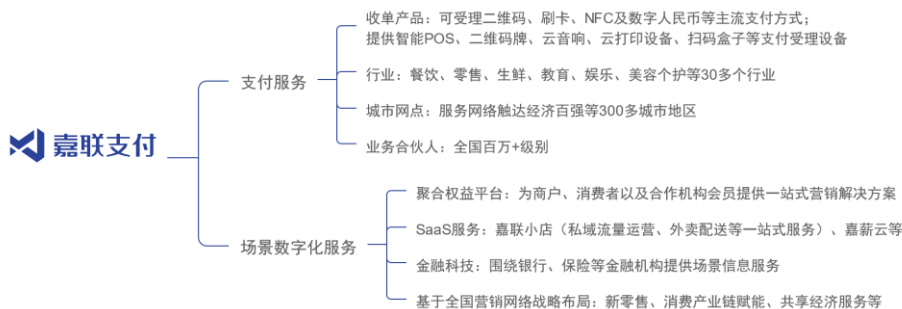 嘉联支付
支付服务
收单产品：可受理二维码、刷卡、NFC及数字人民币等主流支付方式；
提供智能POS、二维码牌、云音响、云打印设备、扫码盒子等支付受理设备
行业：餐饮、零售、生鲜、教育、娱乐、美容个护等30多个行业
城市网点：服务网络触达经济百强等300多城市地区
业务合伙人：全国百万+级别
场景数字化服务
聚合权益平台：为商户、消费者以及合作机构会员提供一站式营销解决方案
SaaS服务：嘉联小店（私域流量运营、外卖配送等一站式服务）、嘉薪云等
金融科技：围绕银行、保险等金融机构提供场景信息服务
基于全国营销网络战略布局：新零售、消费产业链赋能、共享经济服务等